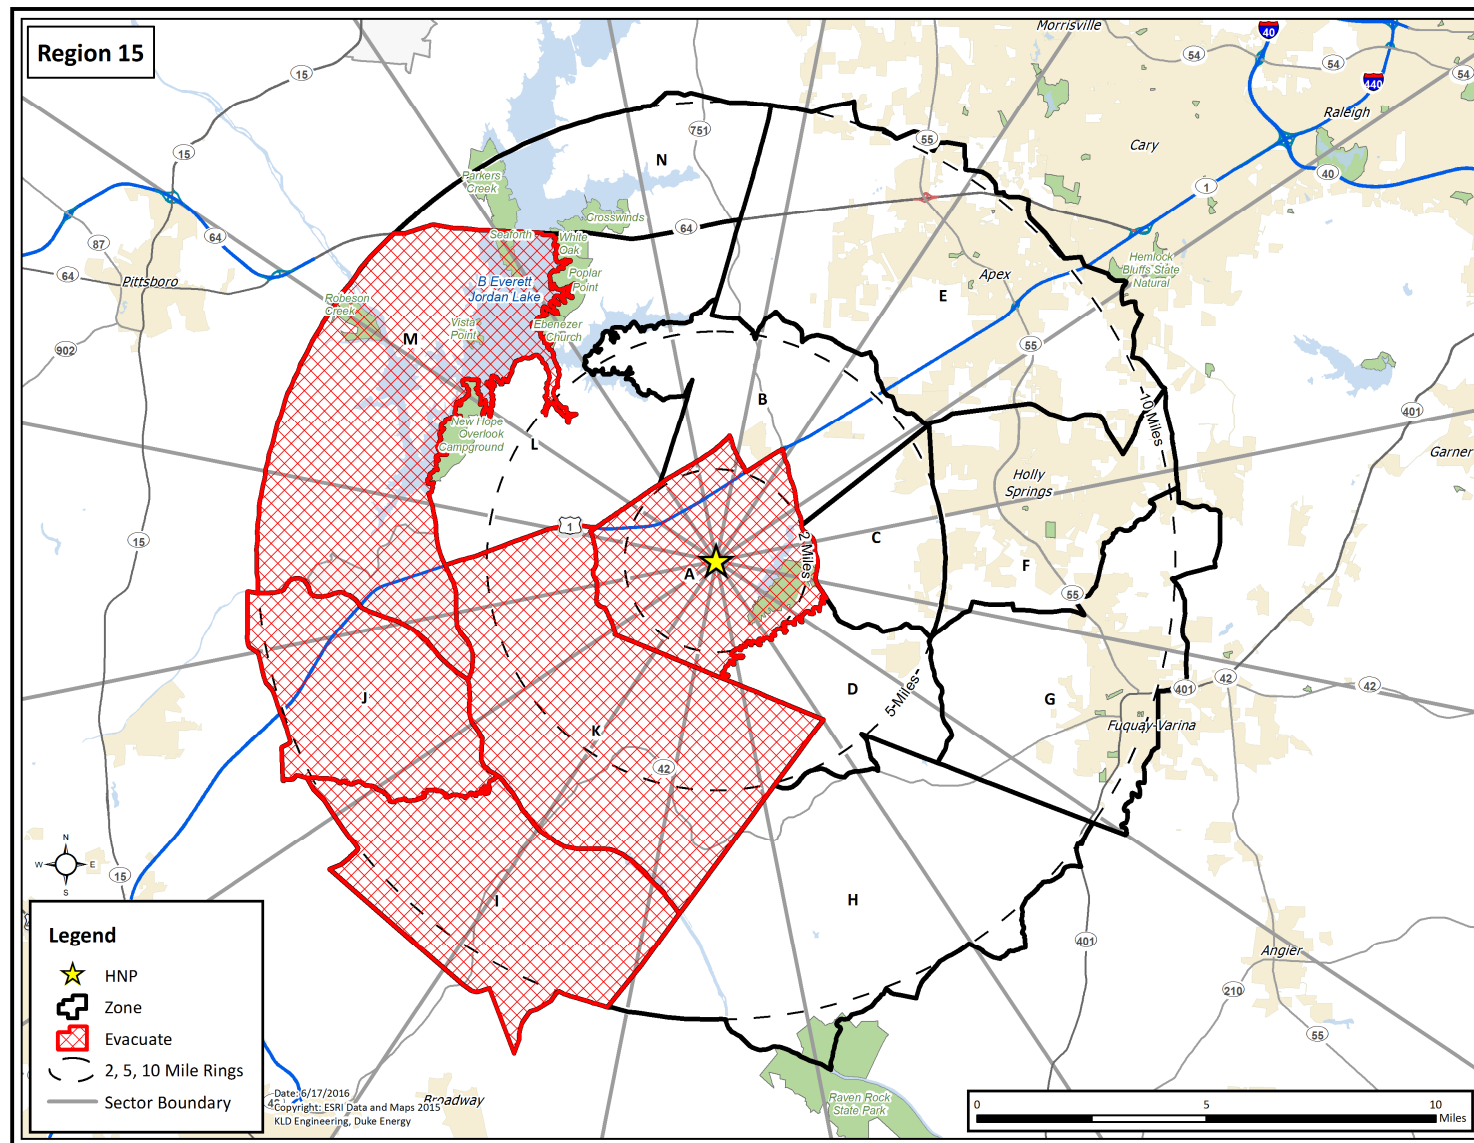 Region 15
Morrisville
40
54
54
54
440
15
Raleigh
751
55
Cary
15
N
40
Parkers
Creek
1
87
64
Crosswinds
64
Seaforth
White
Oak
64
Pittsboro
B Everett
Jordan Lake
Poplar
Point
Apex
Hemlock
Bluffs State
Natural
Robeson
Creek
E
M
Vista
Point
Ebenezer
Church
55
902
B
10 Miles
401
New Hope
Overlook
Campground
L
Garner
Holly
Springs
1
15
2 Miles
C
A
F
55
J
D
5-Miles
G
42
42
401
K
Fuquay-Varina
42
N
W
E
S
15
I
H
401
Angier
210
55
Legend
HNP
Zone
Evacuate
2, 5, 10 Mile Rings
Sector Boundary
Date: 6/17/2016
Copyright: ESRI Data and Maps 2015
KLD Engineering, Duke Energy
Broadway
Raven Rock
State Park
0
5
10
Miles